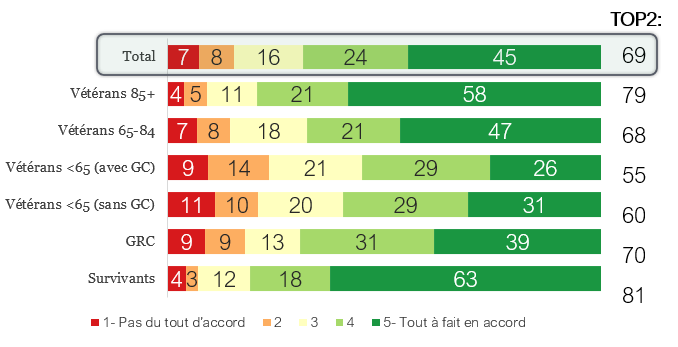 TOP2:
Total 7 8 16 24 45 69
Vétérans 85+ 4 5 11 21 58 79
Vétérans 65-84 7 8 18 21 47 68
Vétérans <65 (avec GC) 9 14 21 29 26 55
Vétérans <65 (sans GC) 11 10 20 29 31 60
GRC 9 9 13 31 39 70
Survivants 4 3 12 18 63 81
1- Pas du tout d'accord 2 3 4 5- Tout à fait en accord